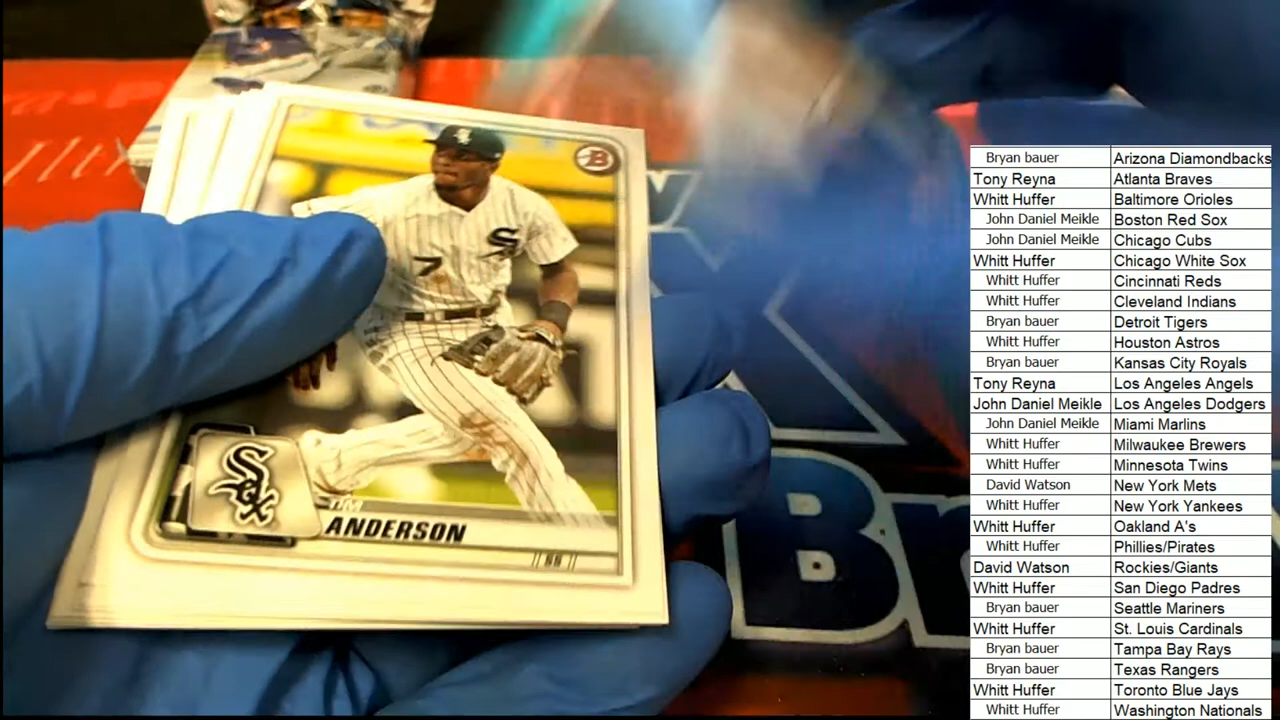 S
7
B
Sox
TIM
ANDERSON
SS
Br
Bryan bauer Arizona Diamondbacks
Tony Reyna Atlanta Braves
Whitt Huffer Baltimore Orioles
John Daniel Meikle Boston Red Sox
John Daniel Meikle Chicago Cubs
Whitt Huffer Chicago White Sox
Whitt Huffer Cincinnati Reds
Whitt Huffer Cleveland Indians
Bryan bauer Detroit Tigers
Whitt Huffer Houston Astros
Bryan bauer Kansas City Royals
Tony Reyna Los Angeles Angels
John Daniel Meikle Los Angeles Dodgers
John Daniel Meikle Miami Marlins
Whitt Huffer Milwaukee Brewers
Whitt Huffer Minnesota Twins
David Watson New York Mets
Whitt Huffer New York Yankees
Whitt Huffer Oakland A's
Whitt Huffer Phillies/Pirates
David Watson Rockies/Giants
Whitt Huffer San Diego Padres
Bryan bauer Seattle Mariners
Whitt Huffer St. Louis Cardinals
Bryan bauer Tampa Bay Rays
Bryan bauer Texas Rangers
Whitt Huffer Toronto Blue Jays
Whitt Huffer Washington Nationals